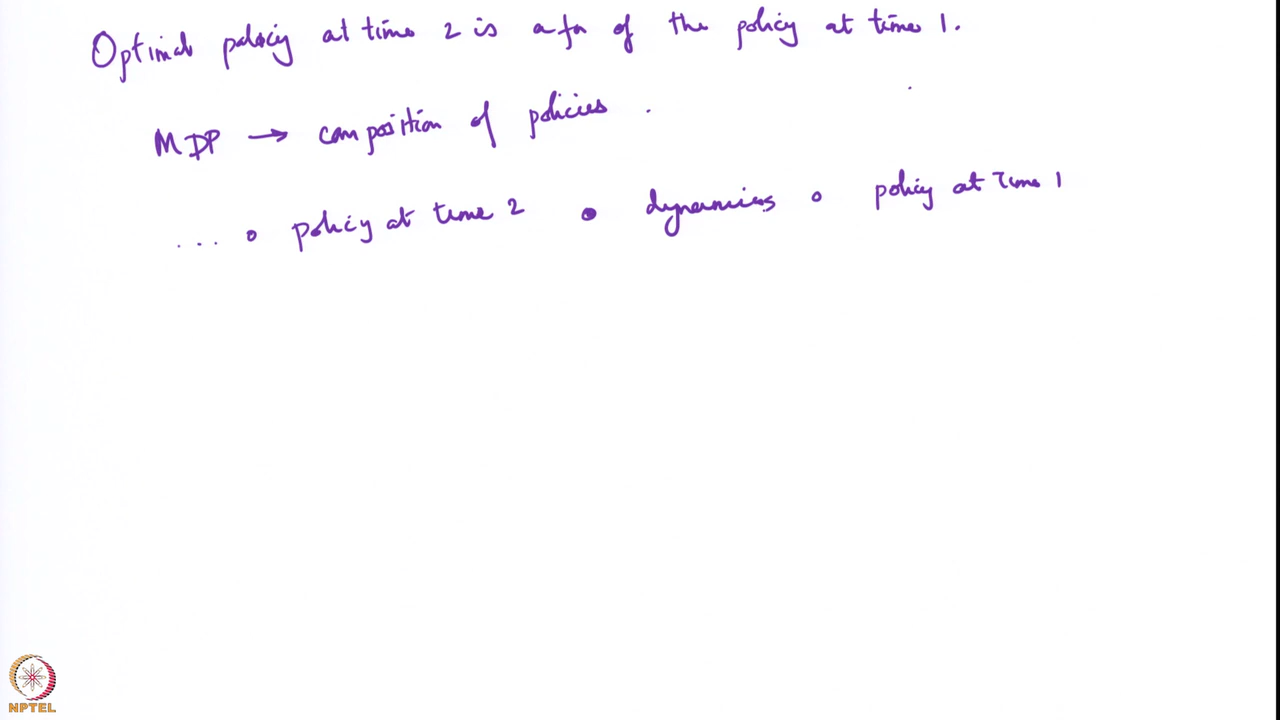 Optimal policy at time 2 is a fn of the policy at time 1.
MDP → composition of policies.
... o policy at time 2 o dynamics o policy at time 1
NPTEL